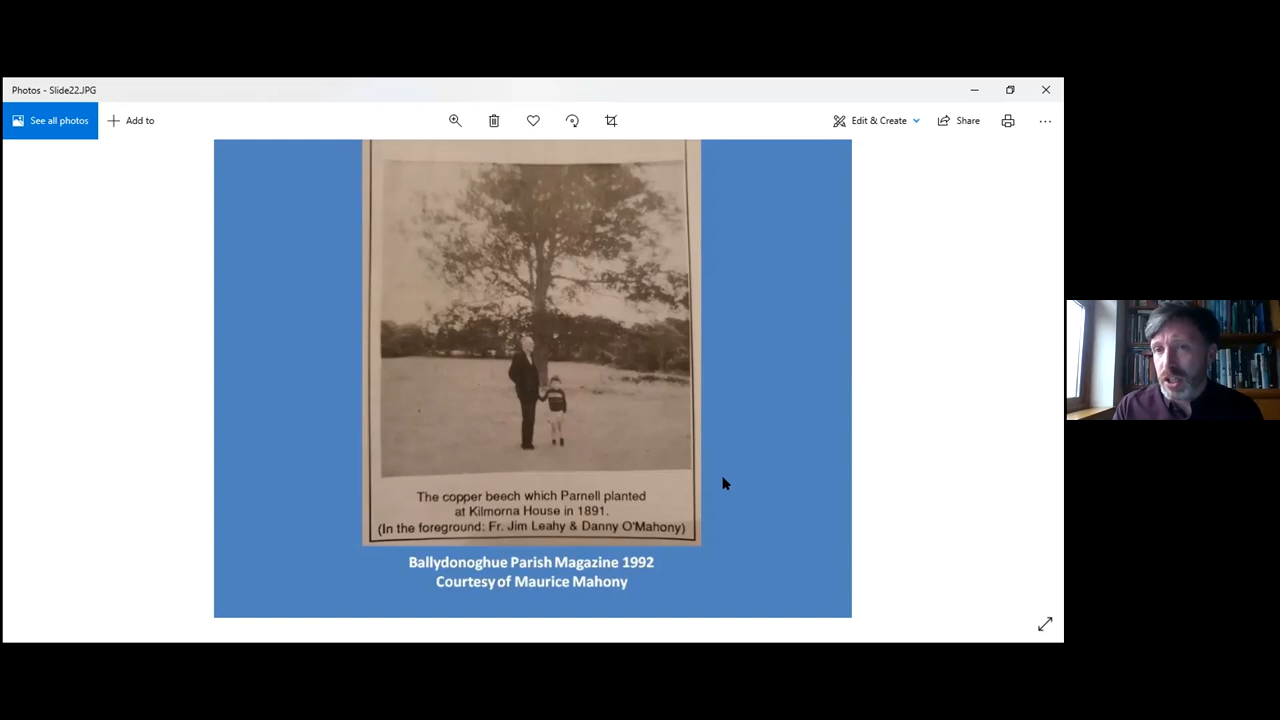 Photos - Slide22.JPG
See all photos
Add to
Edit & Create
Share
The copper beech which Parnell planted
at Kilmorna House in 1891.
(In the foreground: Fr. Jim Leahy & Danny O'Mahony)
Ballydonoghue Parish Magazine 1992
Courtesy of Maurice Mahony